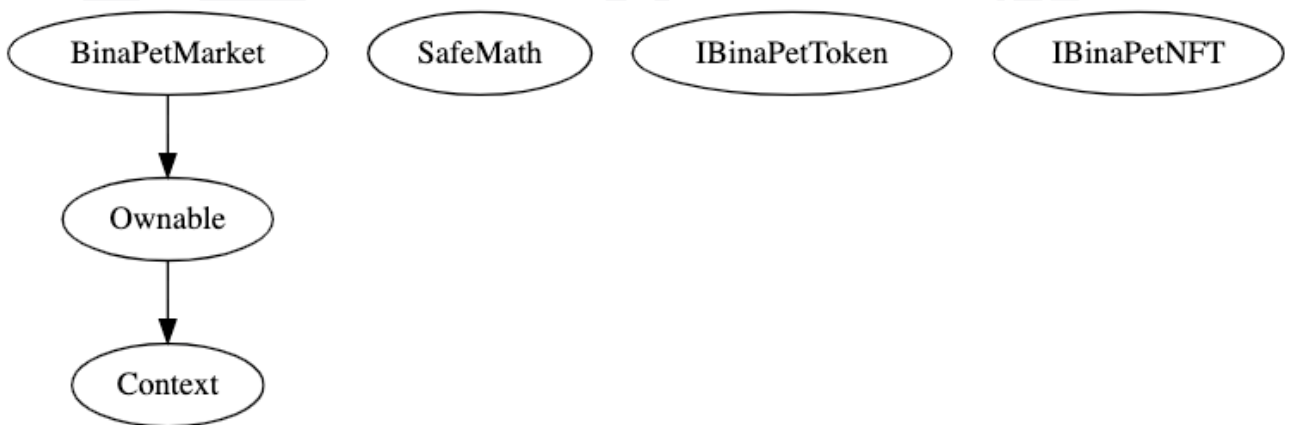 BinaPetMarket SafeMath IBinaPetToken IBinaPetNFT
Ownable
Context